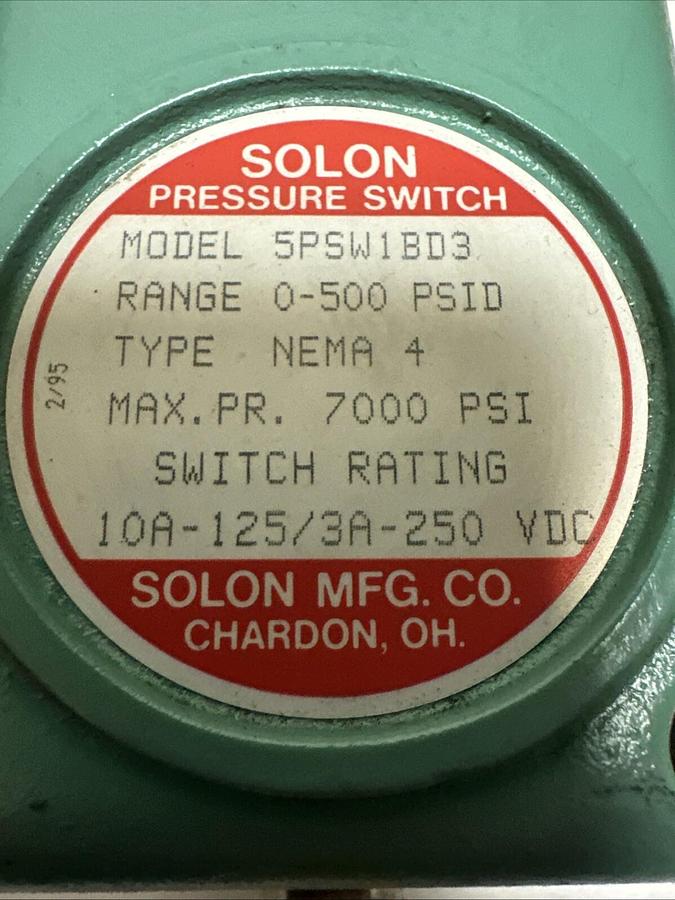 SOLON
PRESSURE SWITCH
MODEL 5PSW1BD3
RANGE 0-500 PSID
TYPE NEMA 4
2/95
MAX.PR. 7000 PSI
SWITCH RATING
10A-125/3A-250 VDC
SOLON MFG. CO.
CHARDON, OH.